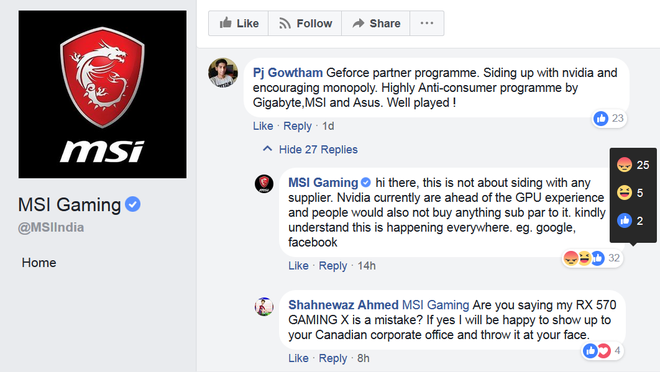 msi
MSI Gaming
@MSIIndia
Home
Like
Follow
Share
...
Pj Gowtham Geforce partner programme. Siding up with nvidia and
encouraging monopoly. Highly Anti-consumer programme by
Gigabyte,MSI and Asus. Well played !
23
Like · Reply · 1d
Hide 27 Replies
25
5
2
MSI Gaming hi there, this is not about siding with any
supplier. Nvidia currently are ahead of the GPU experience
and people would also not buy anything sub par to it. kindly
understand this is happening everywhere. eg. google,
facebook
32
Like · Reply · 14h
Shahnewaz Ahmed MSI Gaming Are you saying my RX 570
GAMING X is a mistake? If yes I will be happy to show up to
your Canadian corporate office and throw it at your face.
4
Like · Reply · 8h